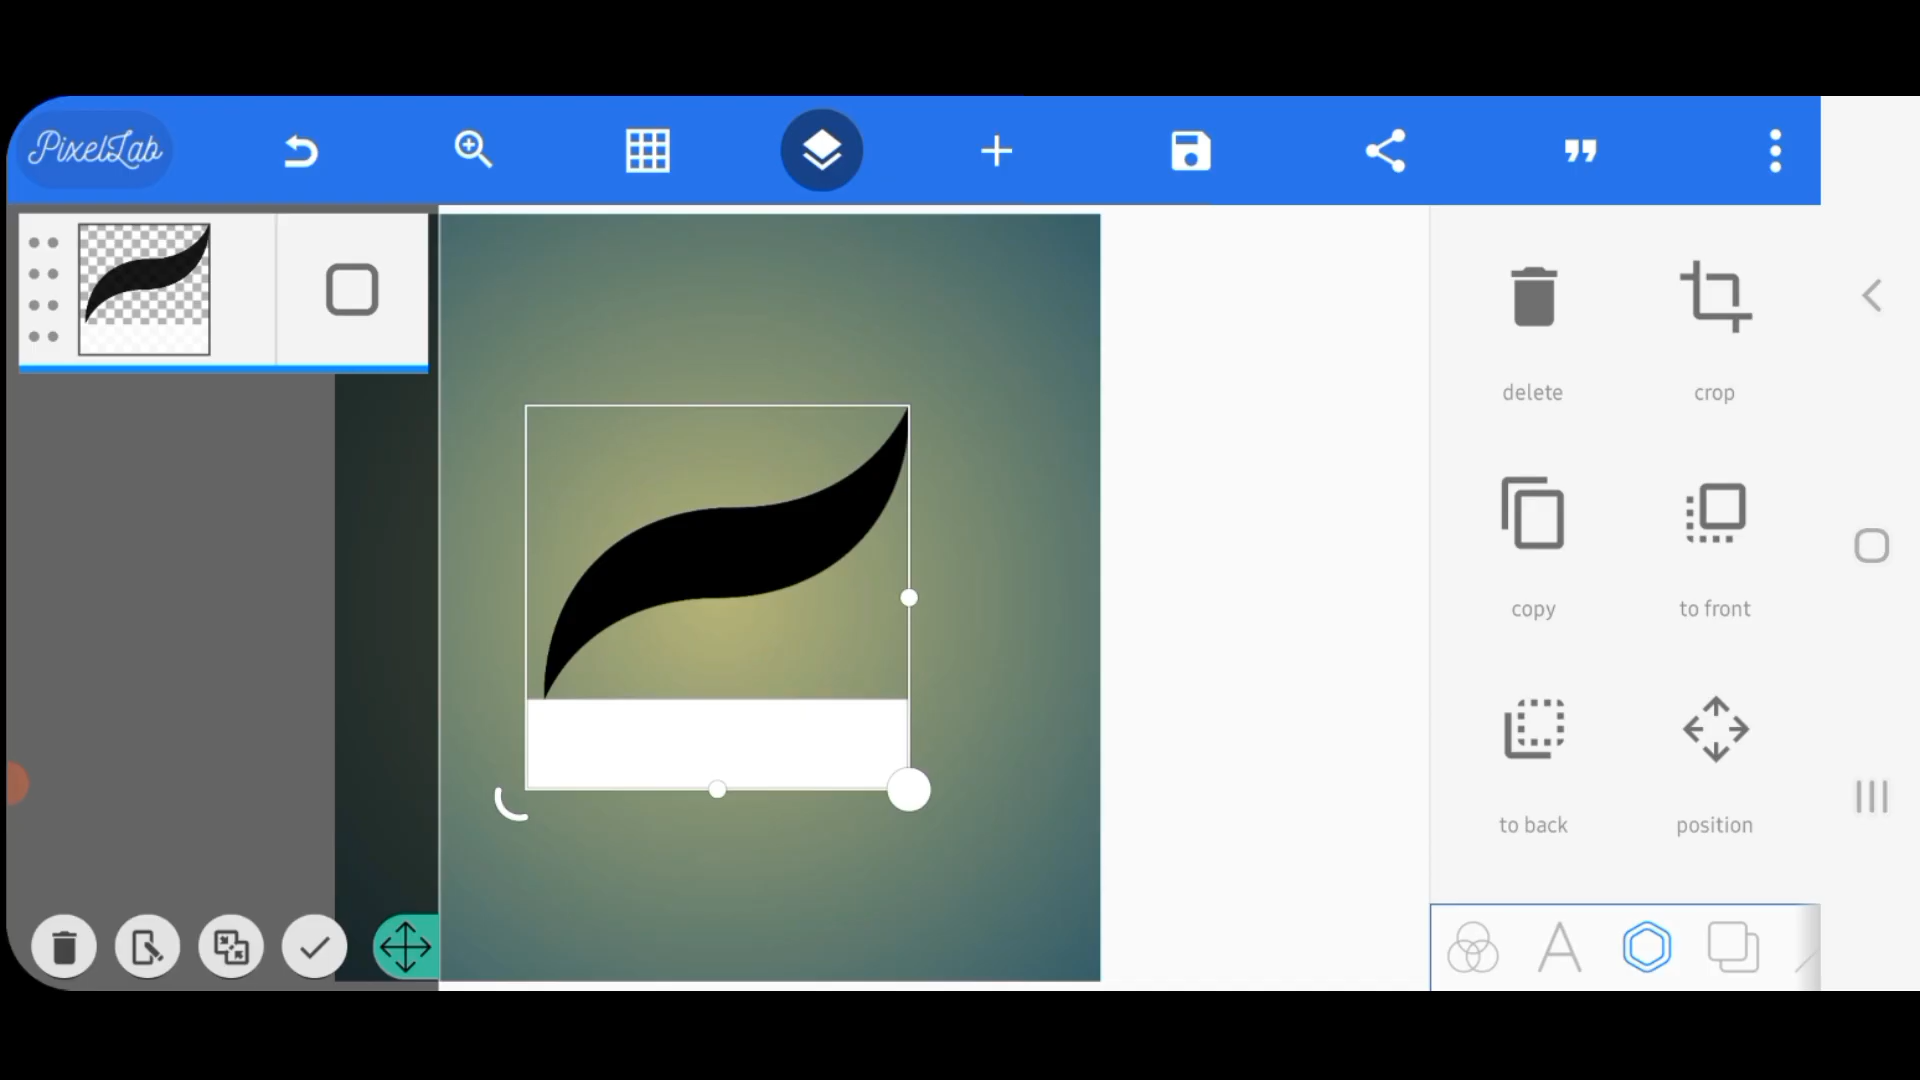 PixelLab
delete
crop
copy
to front
to back
position